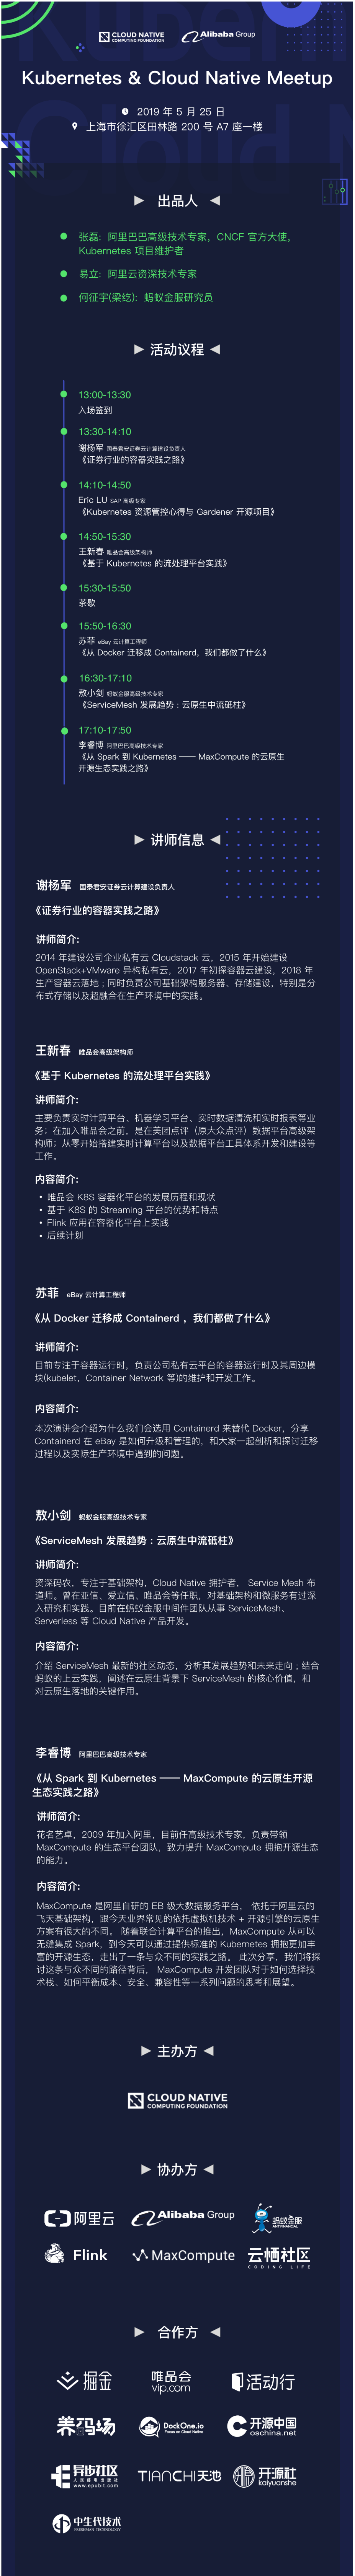 CLOUD NATIVE
COMPUTING FOUNDATION
Alibaba Group
Kubernetes & Cloud Native Meetup
2019 年 5 月 25 日
上海市徐汇区田林路 200 号 A7 座一楼
出品人
张磊：阿里巴巴高级技术专家，CNCF 官方大使，
Kubernetes 项目维护者
易立：阿里云资深技术专家
何征宇(梁纥)：蚂蚁金服研究员
活动议程
13:00-13:30
入场签到
13:30-14:10
谢杨军 国泰君安证券云计算建设负责人
《证券行业的容器实践之路》
14:10-14:50
Eric LU SAP 高级专家
《Kubernetes 资源管控心得与 Gardener 开源项目》
14:50-15:30
王新春 唯品会高级架构师
《基于 Kubernetes 的流处理平台实践》
15:30-15:50
茶歇
15:50-16:30
苏菲 eBay 云计算工程师
《从 Docker 迁移成 Containerd，我们都做了什么》
16:30-17:10
敖小剑 蚂蚁金服高级技术专家
《ServiceMesh 发展趋势：云原生中流砥柱》
17:10-17:50
李睿博 阿里巴巴高级技术专家
《从 Spark 到 Kubernetes —— MaxCompute 的云原生
开源生态实践之路》
讲师信息
谢杨军 国泰君安证券云计算建设负责人
《证券行业的容器实践之路》
讲师简介:
2014 年建设公司企业私有云 Cloudstack 云，2015 年开始建设
OpenStack+VMware 异构私有云，2017 年初探容器云建设，2018 年
生产容器云落地；同时负责公司基础架构服务器、存储建设，特别是分
布式存储以及超融合在生产环境中的实践。
王新春 唯品会高级架构师
《基于 Kubernetes 的流处理平台实践》
讲师简介:
主要负责实时计算平台、机器学习平台、实时数据清洗和实时报表等业
务；在加入唯品会之前，是在美团点评（原大众点评）数据平台高级架
构师；从零开始搭建实时计算平台以及数据平台工具体系开发和建设等
工作。
内容简介:
• 唯品会 K8S 容器化平台的发展历程和现状
• 基于 K8S 的 Streaming 平台的优势和特点
• Flink 应用在容器化平台上实践
• 后续计划
苏菲 eBay 云计算工程师
《从 Docker 迁移成 Containerd ，我们都做了什么》
讲师简介:
目前专注于容器运行时，负责公司私有云平台的容器运行时及其周边模
块(kubelet，Container Network 等)的维护和开发工作。
内容简介:
本次演讲会介绍为什么我们会选用 Containerd 来替代 Docker，分享
Containerd 在 eBay 是如何升级和管理的，和大家一起剖析和探讨迁移
过程以及实际生产环境中遇到的问题。
敖小剑 蚂蚁金服高级技术专家
《ServiceMesh 发展趋势：云原生中流砥柱》
讲师简介:
资深码农，专注于基础架构，Cloud Native 拥护者， Service Mesh 布
道师。曾在亚信、爱立信、唯品会等任职，对基础架构和微服务有过深
入研究和实践。目前在蚂蚁金服中间件团队从事 ServiceMesh、
Serverless 等 Cloud Native 产品开发。
内容简介:
介绍 ServiceMesh 最新的社区动态，分析其发展趋势和未来走向；结合
蚂蚁的上云实践，阐述在云原生背景下 ServiceMesh 的核心价值，和
对云原生落地的关键作用。
李睿博 阿里巴巴高级技术专家
《从 Spark 到 Kubernetes —— MaxCompute 的云原生开源
生态实践之路》
讲师简介:
花名艺卓，2009 年加入阿里，目前任高级技术专家，负责带领
MaxCompute 的生态平台团队，致力提升 MaxCompute 拥抱开源生态
的能力。
内容简介:
MaxCompute 是阿里自研的 EB 级大数据服务平台， 依托于阿里云的
飞天基础架构，跟今天业界常见的依托虚拟机技术 + 开源引擎的云原生
方案有很大的不同。 随着联合计算平台的推出，MaxCompute 从可以
无缝集成 Spark，到今天可以通过提供标准的 Kubernetes 拥抱更加丰
富的开源生态，走出了一条与众不同的实践之路。 此次分享，我们将探
讨这条与众不同的路径背后， MaxCompute 开发团队对于如何选择技
术栈、如何平衡成本、安全、兼容性等一系列问题的思考和展望。
主办方
CLOUD NATIVE
COMPUTING FOUNDATION
协办方
阿里云
Alibaba Group
蚂蚁金服
ANT FINANCIAL
Flink
MaxCompute
云栖社区
CODING LIFE
合作方
掘金
唯品会
vip.com
活动行
养码场
DockOne.io
Focus on Cloud Native
开源中国
oschina.net
异步社区
人民邮电出版社
www.epubit.com
TIANCHI天池
开源社
kaiyuanshe
中生代技术
FRESHMAN TECHNOLOGY